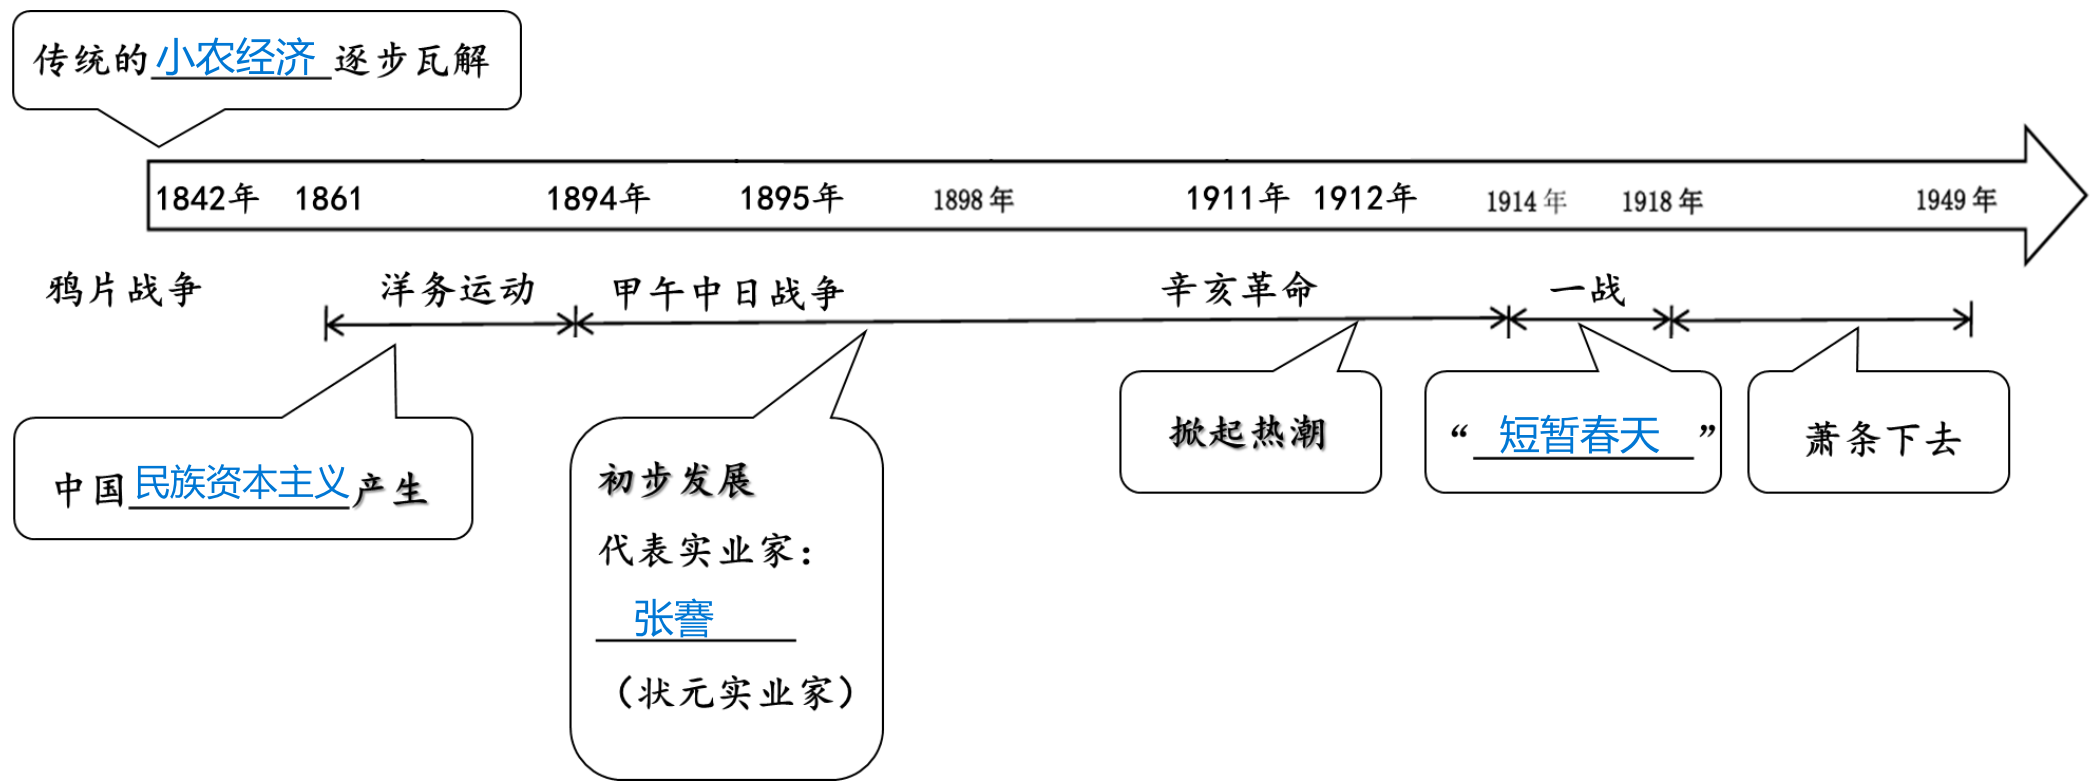 传统的小农经济逐步瓦解
1842年 1861 1894年 1895年 1898年 1911年 1912年 1914年 1918年 1949年
鸦片战争 洋务运动 甲午中日战争 辛亥革命 一战
中国民族资本主义产生
初步发展
代表实业家：
张謇
（状元实业家）
掀起热潮
“短暂春天”
萧条下去